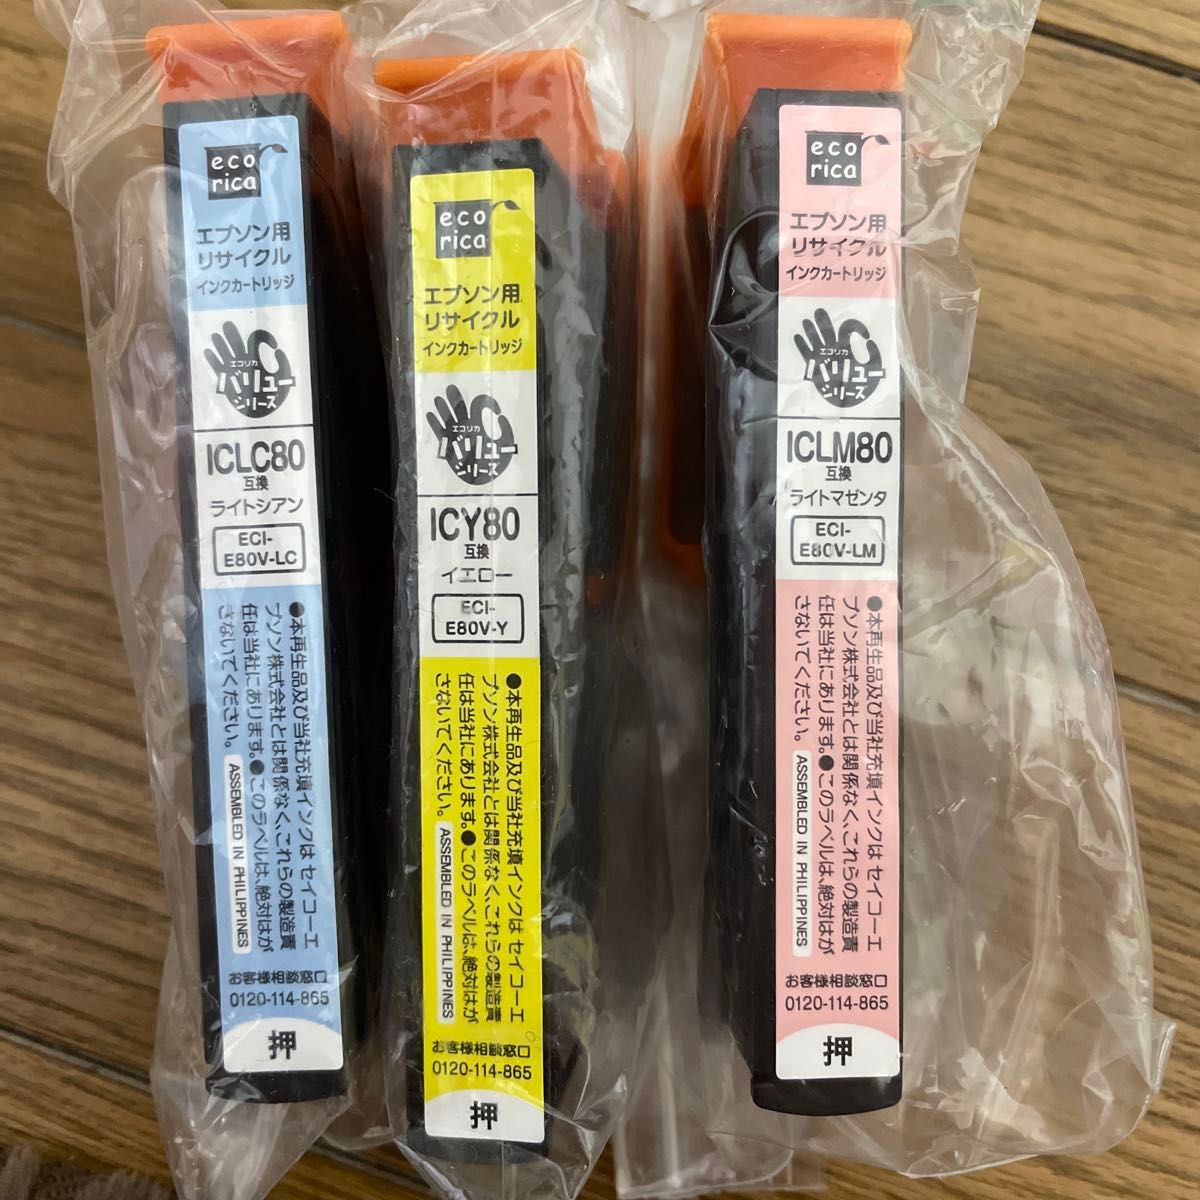 eco
rica
エプソン用
リサイクル
インクカートリッジ
エコリカ
バリュー
シリーズ
ICLC80
互換
ライトシアン
ECI-
E80V-LC
●本再生品及び当社充填インクは セイコーエ
プソン株式会社とは関係なく、これらの製造責
任は当社にあります。●このラベルは、絶対はが
さないでください。 ASSEMBLED IN PHILIPPINES
お客様相談窓口
0120-114-865
押
eco
rica
エプソン用
リサイクル
インクカートリッジ
エコリカ
バリュー
シリーズ
ICY80
互換
イエロー
ECI-
E80V-Y
●本再生品及び当社充填インクは セイコーエ
プソン株式会社とは関係なく、これらの製造責
任は当社にあります。●このラベルは、絶対はが
さないでください。 ASSEMBLED IN PHILIPPINES
お客様相談窓口
0120-114-865
押
eco
rica
エプソン用
リサイクル
インクカートリッジ
エコリカ
バリュー
シリーズ
ICLM80
互換
ライトマゼンタ
ECI-
E80V-LM
●本再生品及び当社充填インクは セイコーエ
プソン株式会社とは関係なく、これらの製造責
任は当社にあります。●このラベルは、絶対はが
さないでください。 ASSEMBLED IN PHILIPPINES
お客様相談窓口
0120-114-865
押